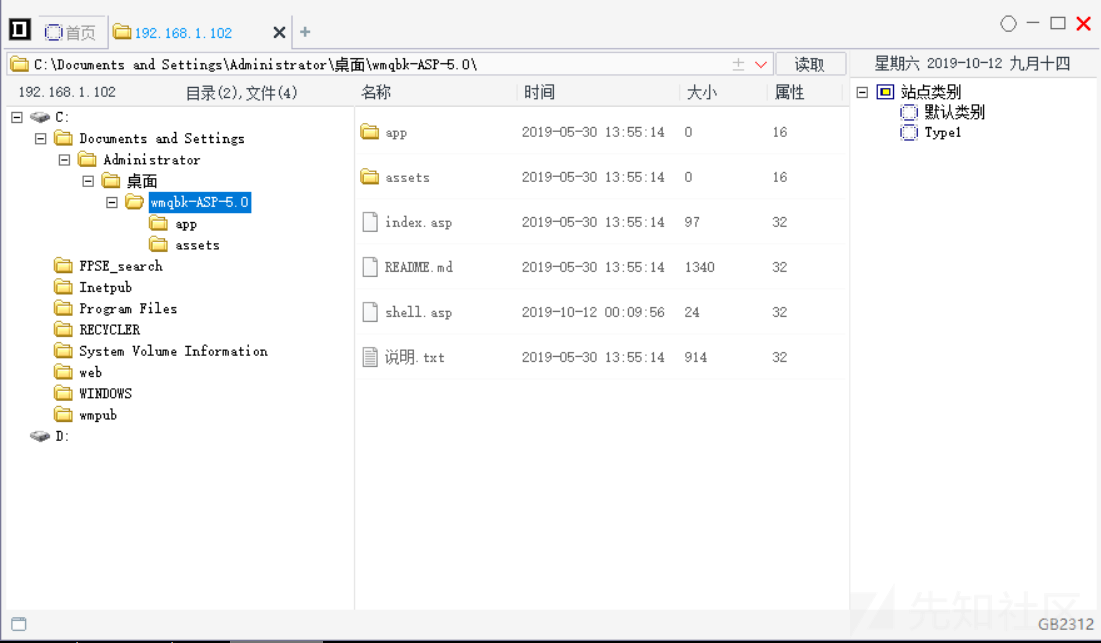 首页 192.168.1.102
C:\Documents and Settings\Administrator\桌面\wmqbk-ASP-5.0\ 读取 星期六 2019-10-12 九月十四
192.168.1.102 目录(2),文件(4) 名称 时间 大小 属性
C:
Documents and Settings
Administrator
桌面
wmqbk-ASP-5.0
app
assets
FPSE_search
Inetpub
Program Files
RECYCLER
System Volume Information
web
WINDOWS
wmpub
D:
app 2019-05-30 13:55:14 0 16
assets 2019-05-30 13:55:14 0 16
index.asp 2019-05-30 13:55:14 97 32
README.md 2019-05-30 13:55:14 1340 32
shell.asp 2019-10-12 00:09:56 24 32
说明.txt 2019-05-30 13:55:14 914 32
站点类别
默认类别
Type1
先知社区
GB2312